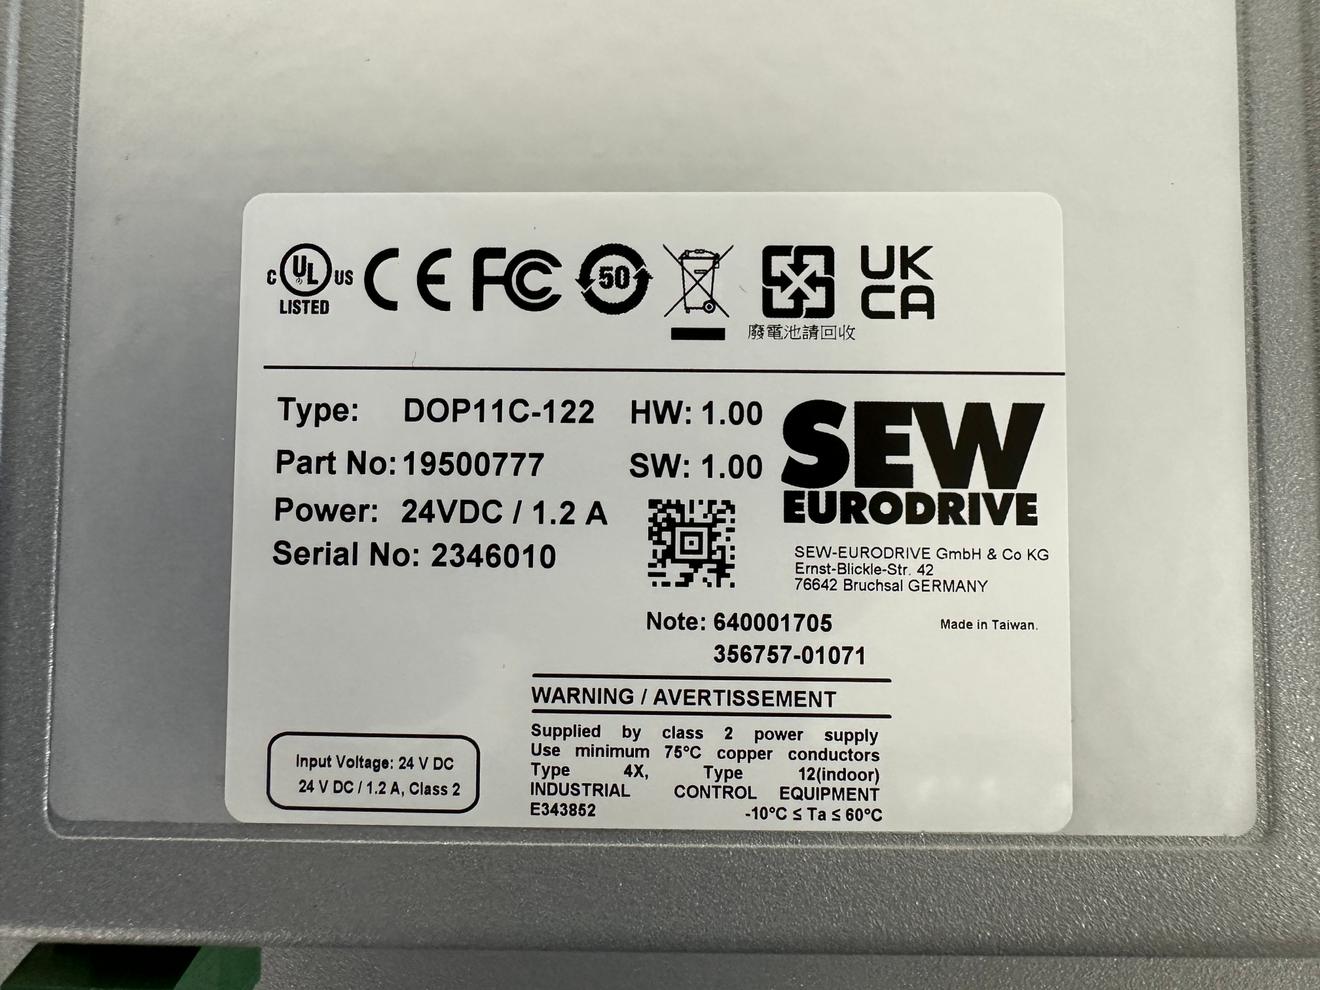 C UL US LISTED CE FC 50 UK CA
廢電池請回收
Type: DOP11C-122 HW: 1.00
Part No: 19500777 SW: 1.00
Power: 24VDC / 1.2 A
Serial No: 2346010
SEW
EURODRIVE
SEW-EURODRIVE GmbH & Co KG
Ernst-Blickle-Str. 42
76642 Bruchsal GERMANY
Note: 640001705
356757-01071
Made in Taiwan.
WARNING / AVERTISSEMENT
Supplied by class 2 power supply
Use minimum 75°C copper conductors
Type 4X, Type 12(indoor)
INDUSTRIAL CONTROL EQUIPMENT
E343852 -10°C ≤ Ta ≤ 60°C
Input Voltage: 24 V DC
24 V DC / 1.2 A, Class 2